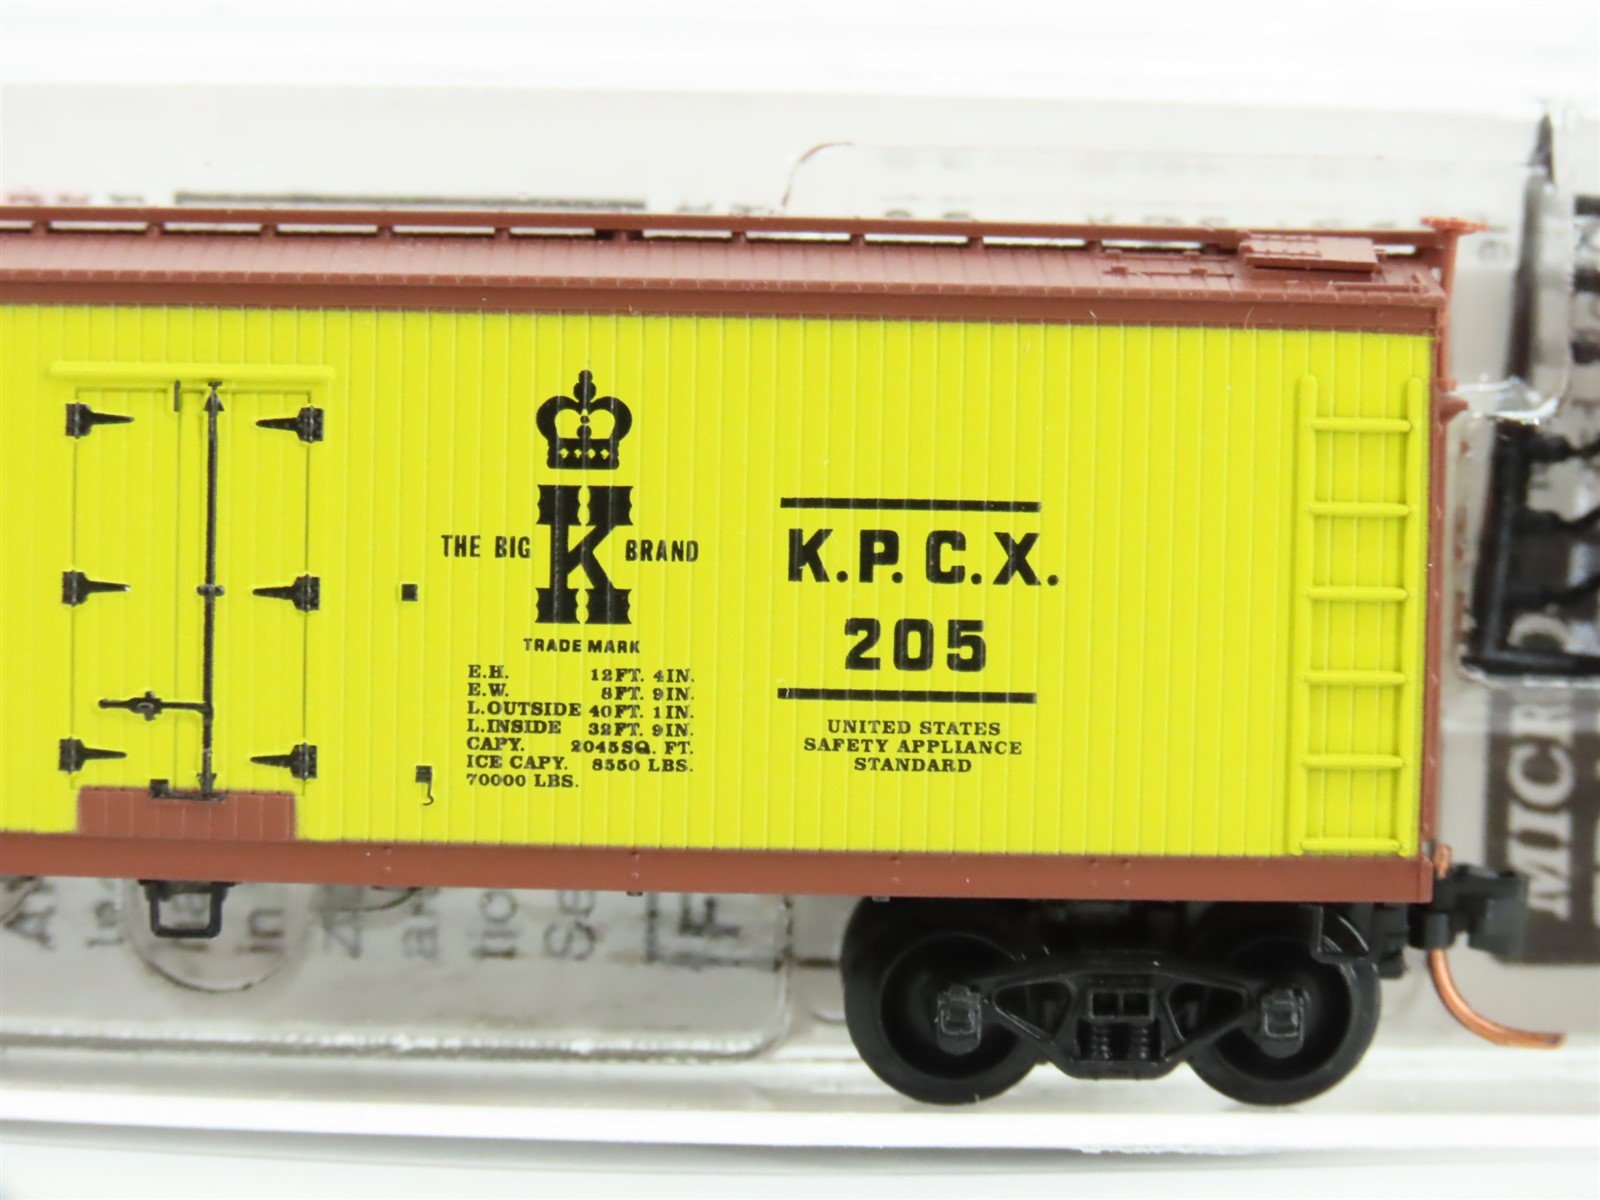 THE BIG K BRAND
TRADE MARK
E.H. 12FT. 4IN.
E.W. 8FT. 9IN.
L.OUTSIDE 40FT. 1IN.
L.INSIDE 32FT. 9IN.
CAPY. 2045SQ. FT.
ICE CAPY. 8550 LBS.
70000 LBS.
K.P.C.X.
205
UNITED STATES
SAFETY APPLIANCE
STANDARD
MICR